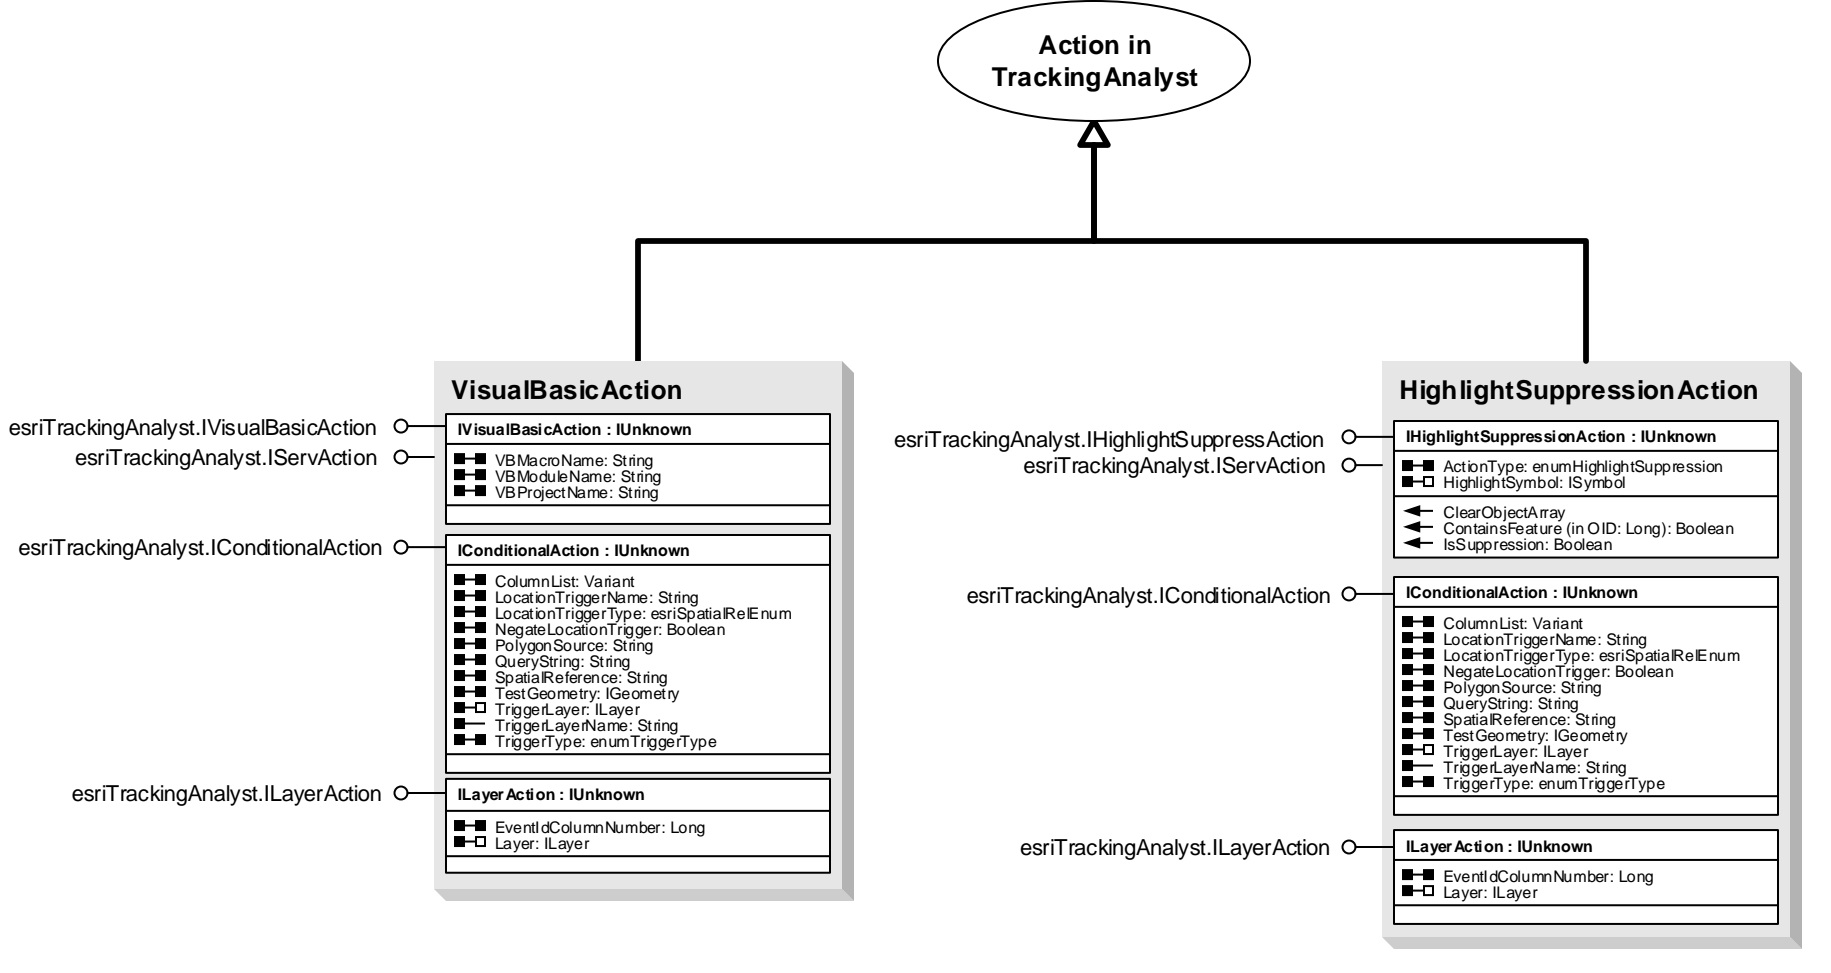 Action in
TrackingAnalyst
VisualBasicAction
esriTrackingAnalyst.IVisualBasicAction
esriTrackingAnalyst.IServAction
IVisualBasicAction : IUnknown
VBMacroName: String
VBModuleName: String
VBProjectName: String
esriTrackingAnalyst.IConditionalAction
IConditionalAction : IUnknown
ColumnList: Variant
LocationTriggerName: String
LocationTriggerType: esriSpatialRelEnum
NegateLocationTrigger: Boolean
PolygonSource: String
QueryString: String
SpatialReference: String
TestGeometry: IGeometry
TriggerLayer: ILayer
TriggerLayerName: String
TriggerType: enumTriggerType
esriTrackingAnalyst.ILayerAction
ILayerAction : IUnknown
EventIdColumnNumber: Long
Layer: ILayer
HighlightSuppressionAction
esriTrackingAnalyst.IHighlightSuppressAction
esriTrackingAnalyst.IServAction
IHighlightSuppressionAction : IUnknown
ActionType: enumHighlightSuppression
HighlightSymbol: ISymbol
ClearObjectArray
ContainsFeature (in OID: Long): Boolean
IsSuppression: Boolean
esriTrackingAnalyst.IConditionalAction
IConditionalAction : IUnknown
ColumnList: Variant
LocationTriggerName: String
LocationTriggerType: esriSpatialRelEnum
NegateLocationTrigger: Boolean
PolygonSource: String
QueryString: String
SpatialReference: String
TestGeometry: IGeometry
TriggerLayer: ILayer
TriggerLayerName: String
TriggerType: enumTriggerType
esriTrackingAnalyst.ILayerAction
ILayerAction : IUnknown
EventIdColumnNumber: Long
Layer: ILayer